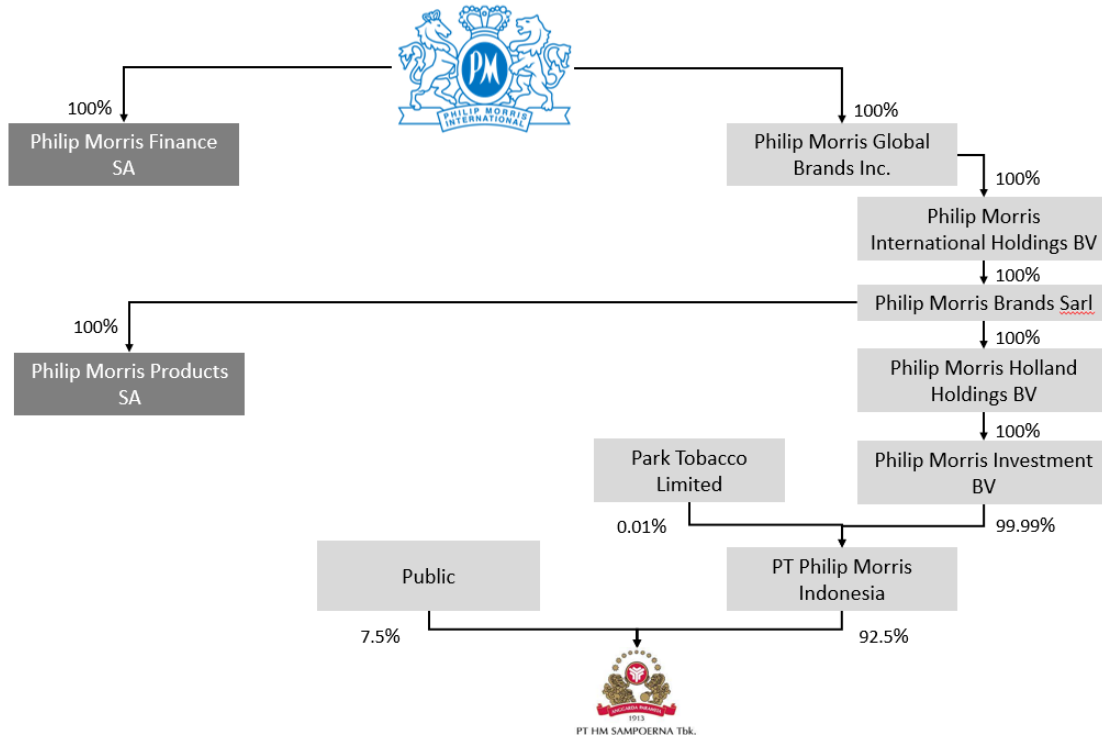 PM
PHILIP MORRIS
INTERNATIONAL
100%
100%
Philip Morris Finance
SA
Philip Morris Global
Brands Inc.
100%
Philip Morris
International Holdings BV
100%
Philip Morris Brands Sarl
100%
100%
Philip Morris Products
SA
Philip Morris Holland
Holdings BV
100%
Park Tobacco
Limited
Philip Morris Investment
BV
0.01%
99.99%
Public
PT Philip Morris
Indonesia
7.5%
92.5%
ANGGARDA PARAMITA
1913
PT HM SAMPOERNA Tbk.